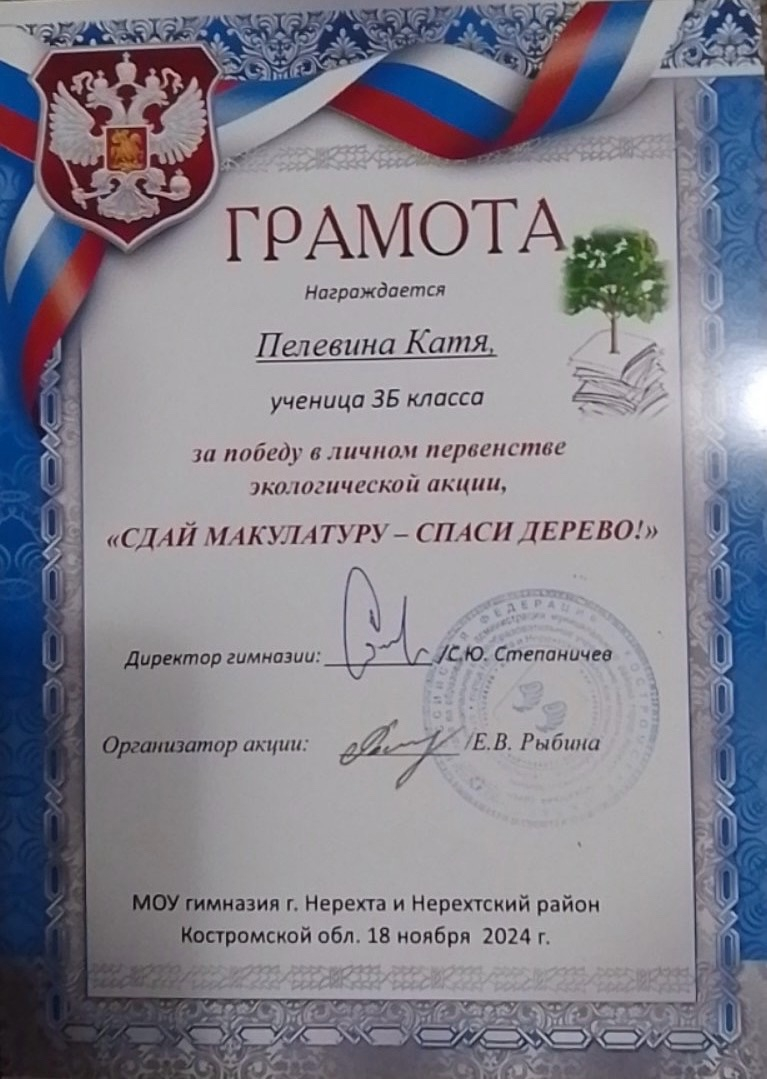 ГРАМОТА
Награждается
Пелевина Катя,
ученица 3Б класса
за победу в личном первенстве
экологической акции,
«СДАЙ МАКУЛАТУРУ – СПАСИ ДЕРЕВО!»
Директор гимназии: /С.Ю. Степаничев
Организатор акции: /Е.В. Рыбина
МОУ гимназия г. Нерехта и Нерехтский район
Костромской обл. 18 ноября 2024 г.